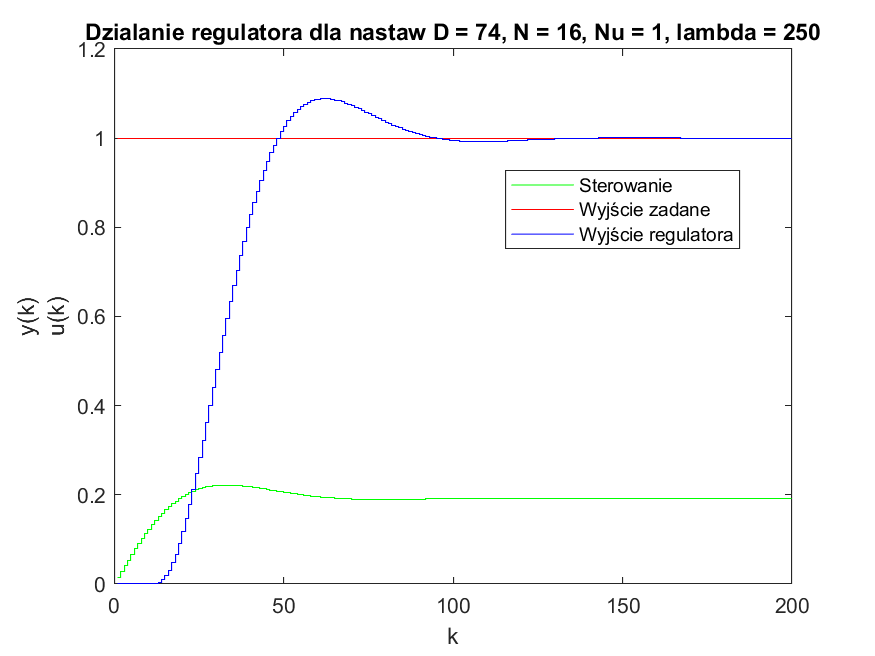 Dzialanie regulatora dla nastaw D = 74, N = 16, Nu = 1, lambda = 250
1.2
1
0.8
0.6
0.4
0.2
0
y(k)
u(k)
Sterowanie
Wyjście zadane
Wyjście regulatora
0
50
100
150
200
k